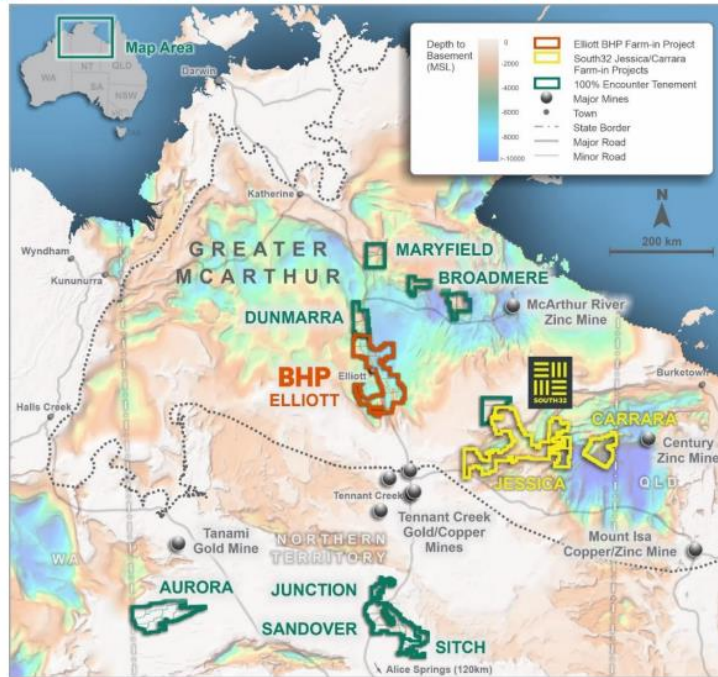 Map Area
WA
NT
QLD
SA
NSW
Depth to
Basement
(MSL)
0
-2000
-4000
-6000
-8000
>-10000
Elliott BHP Farm-in Project
South32 Jessica/Carrara
Farm-in Projects
100% Encounter Tenement
Major Mines
Town
State Border
Major Road
Minor Road
N
200 km
Darwin
Katherine
Wyndham
Kununurra
GREATER
MCARTHUR
MARYFIELD
BROADMERE
McArthur River
Zinc Mine
DUNMARRA
BHP
ELLIOTT
Elliott
SOUTH32
Burketown
Halls Creek
CARRARA
Century
Zinc Mine
JESSICA
QLD
Tennant Creek
Tennant Creek
Gold/Copper
Mines
Mount Isa
Copper/Zinc Mine
Tanami
Gold Mine
NORTHERN
TERRITORY
WA
AURORA
JUNCTION
SANDOVER
SITCH
Alice Springs (120km)